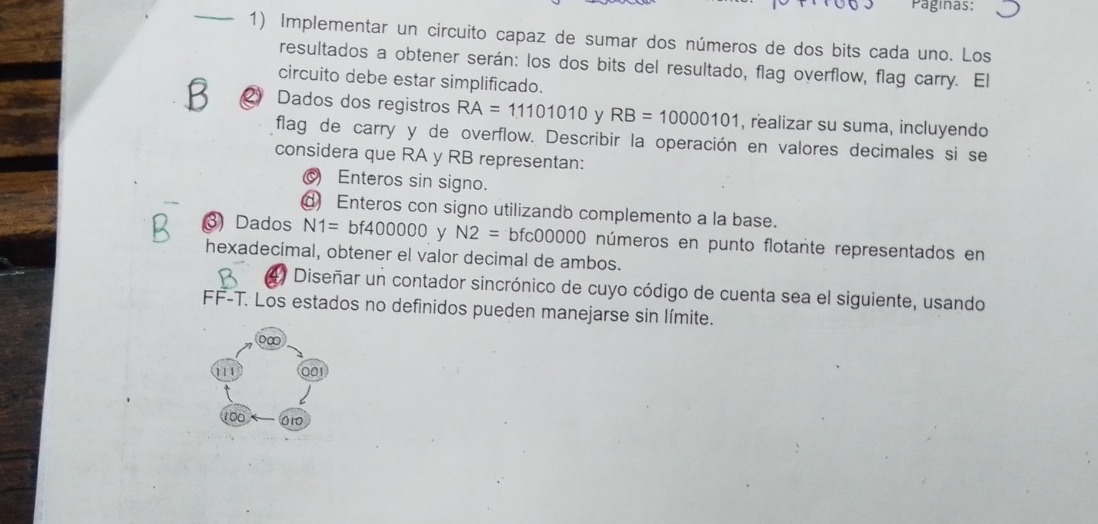 Páginas:
1) Implementar un circuito capaz de sumar dos números de dos bits cada uno. Los
resultados a obtener serán: los dos bits del resultado, flag overflow, flag carry. El
circuito debe estar simplificado.
B 2) Dados dos registros RA = 11101010 y RB = 10000101, realizar su suma, incluyendo
flag de carry y de overflow. Describir la operación en valores decimales si se
considera que RA y RB representan:
c) Enteros sin signo.
d) Enteros con signo utilizando complemento a la base.
B 3) Dados N1= bf400000 y N2 = bfc00000 números en punto flotante representados en
hexadecimal, obtener el valor decimal de ambos.
B 4) Diseñar un contador sincrónico de cuyo código de cuenta sea el siguiente, usando
FF-T. Los estados no definidos pueden manejarse sin límite.
000
111 001
100 010